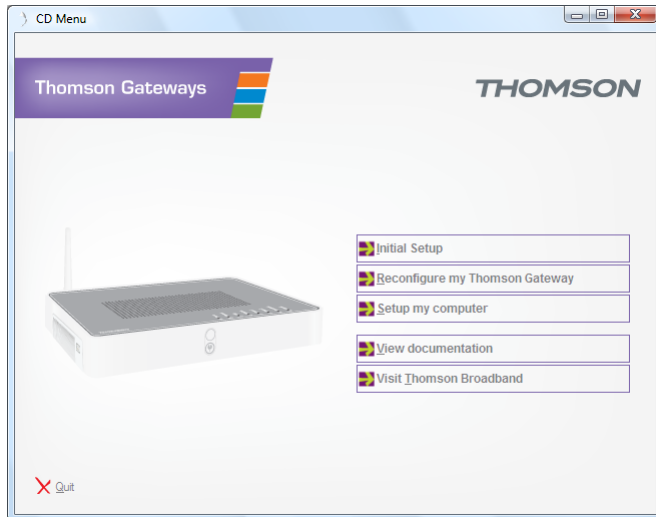 CD Menu
Thomson Gateways
THOMSON
Initial Setup
Reconfigure my Thomson Gateway
Setup my computer
View documentation
Visit Thomson Broadband
Quit